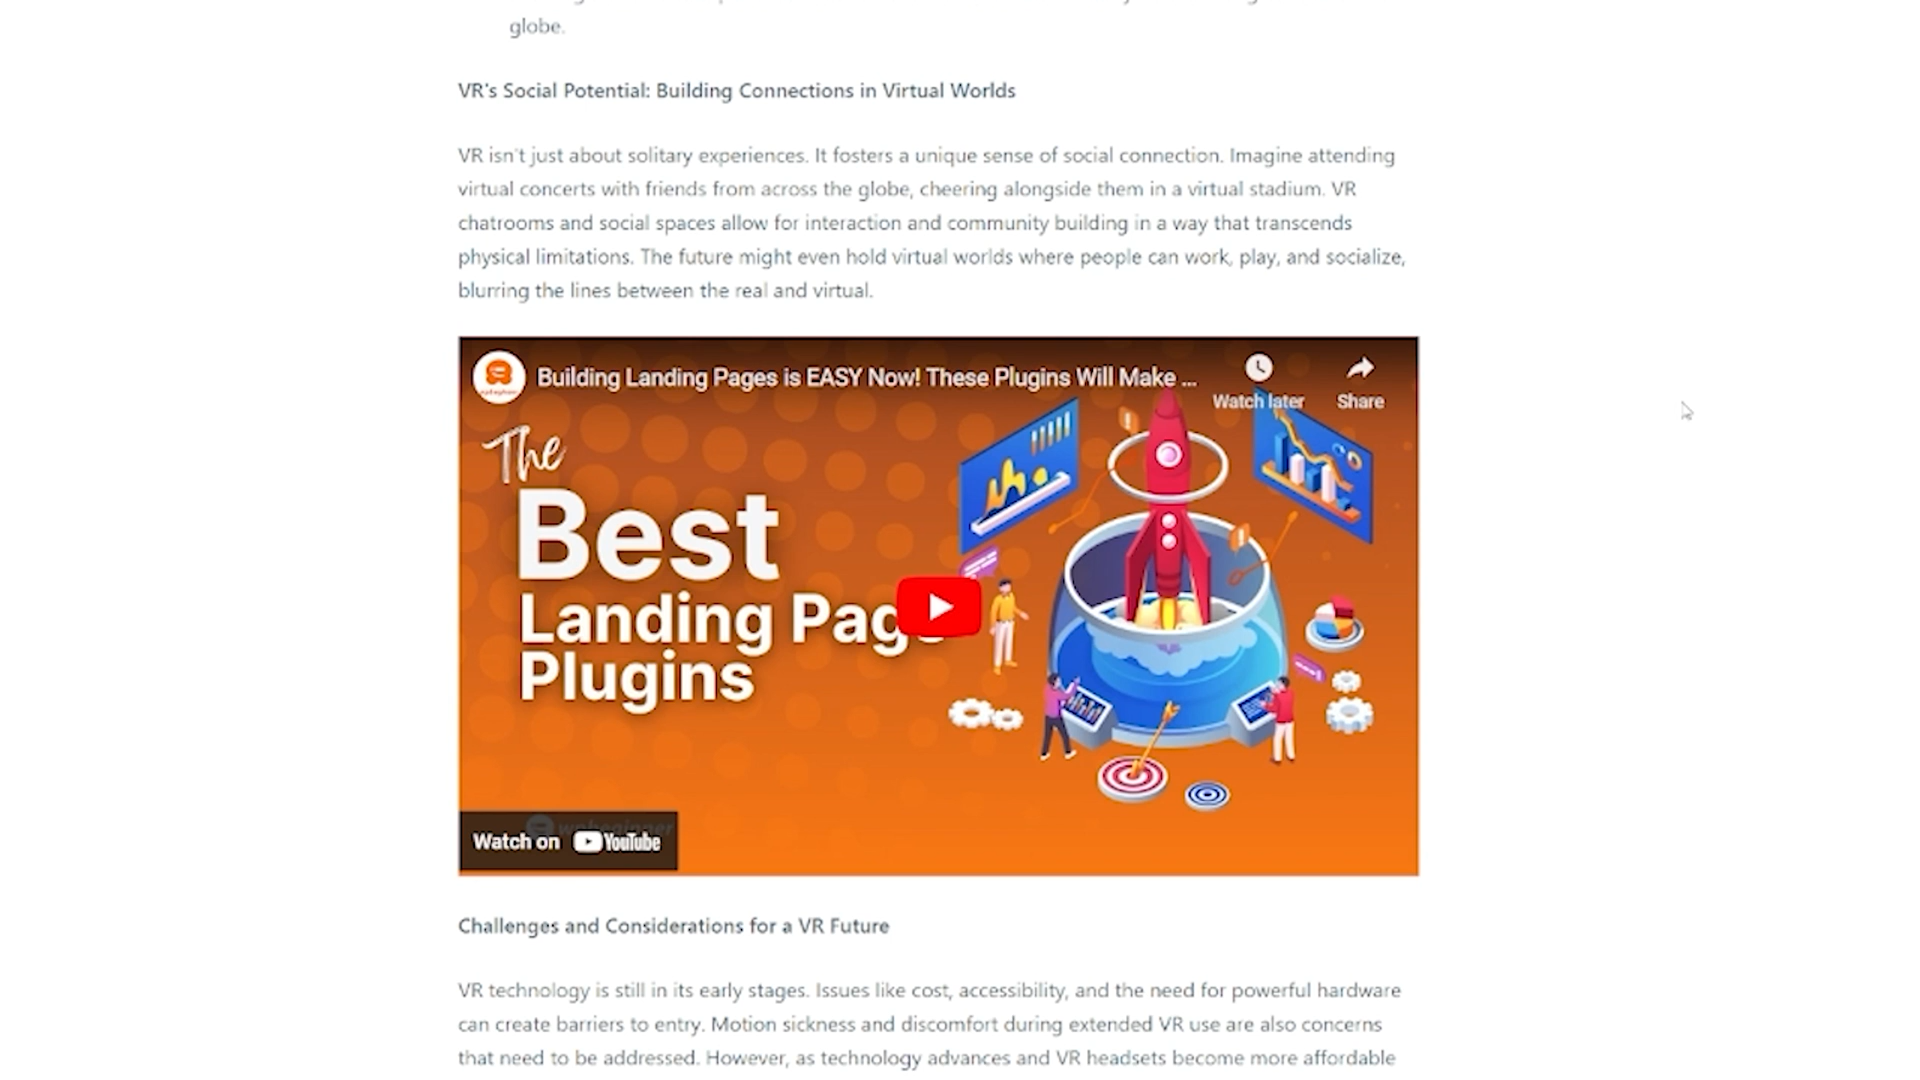 globe.
VR's Social Potential: Building Connections in Virtual Worlds
VR isn't just about solitary experiences. It fosters a unique sense of social connection. Imagine attending
virtual concerts with friends from across the globe, cheering alongside them in a virtual stadium. VR
chatrooms and social spaces allow for interaction and community building in a way that transcends
physical limitations. The future might even hold virtual worlds where people can work, play, and socialize,
blurring the lines between the real and virtual.
Building Landing Pages is EASY Now! These Plugins Will Make ...
Watch later
Share
The
Best
Landing Page
Plugins
wpbeginner
Watch on YouTube
Challenges and Considerations for a VR Future
VR technology is still in its early stages. Issues like cost, accessibility, and the need for powerful hardware
can create barriers to entry. Motion sickness and discomfort during extended VR use are also concerns
that need to be addressed. However, as technology advances and VR headsets become more affordable